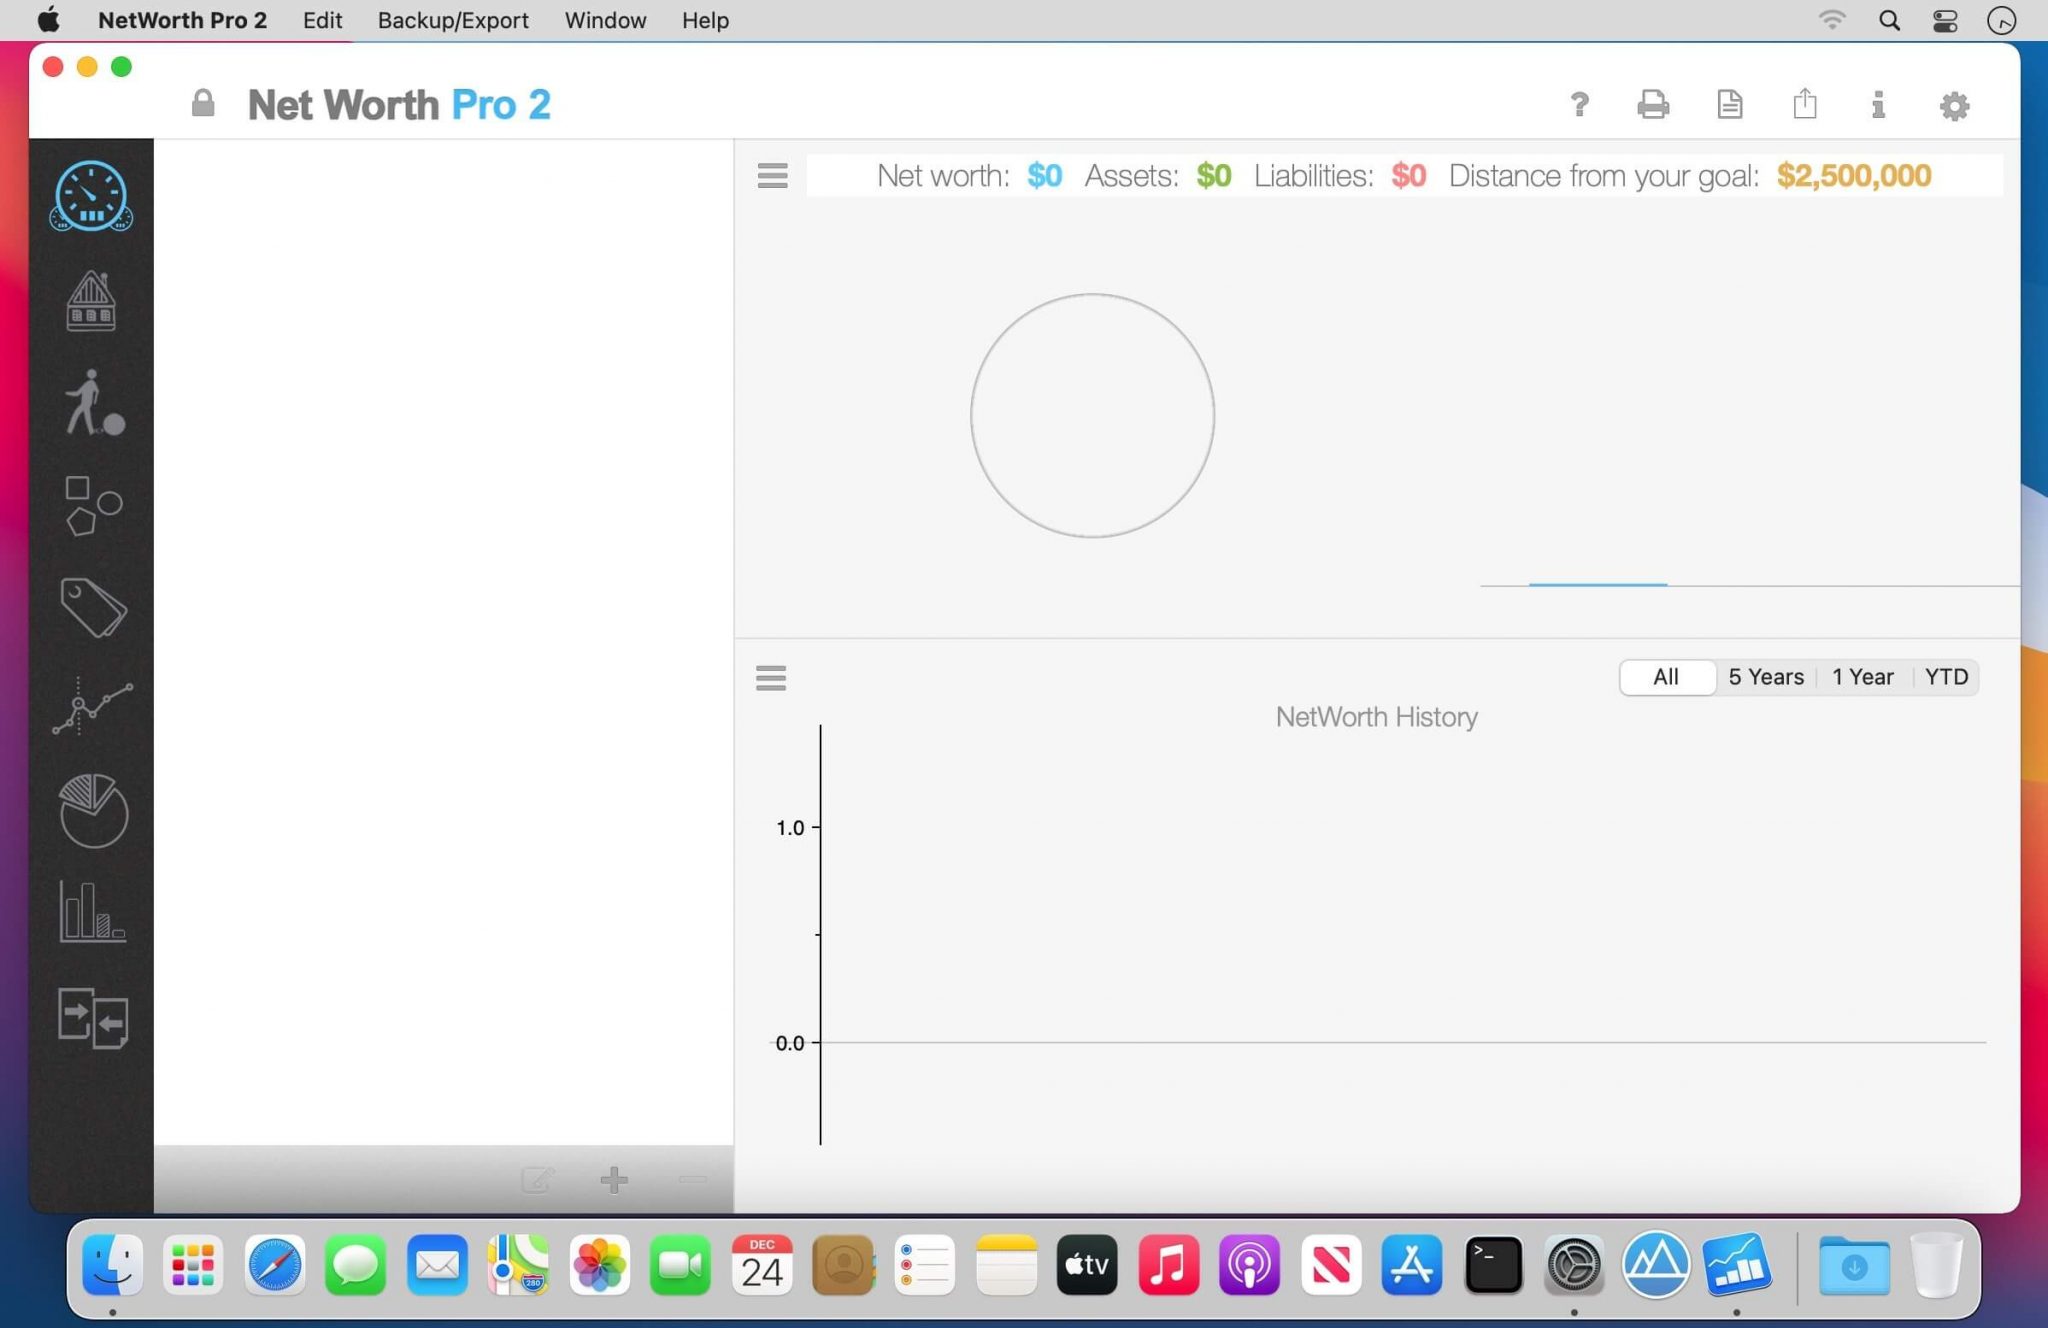 NetWorth Pro 2 Edit Backup/Export Window Help
Net Worth Pro 2
Net worth: $0 Assets: $0 Liabilities: $0 Distance from your goal: $2,500,000
All 5 Years 1 Year YTD
NetWorth History
1.0
0.0
DEC
24
280
tv
>_